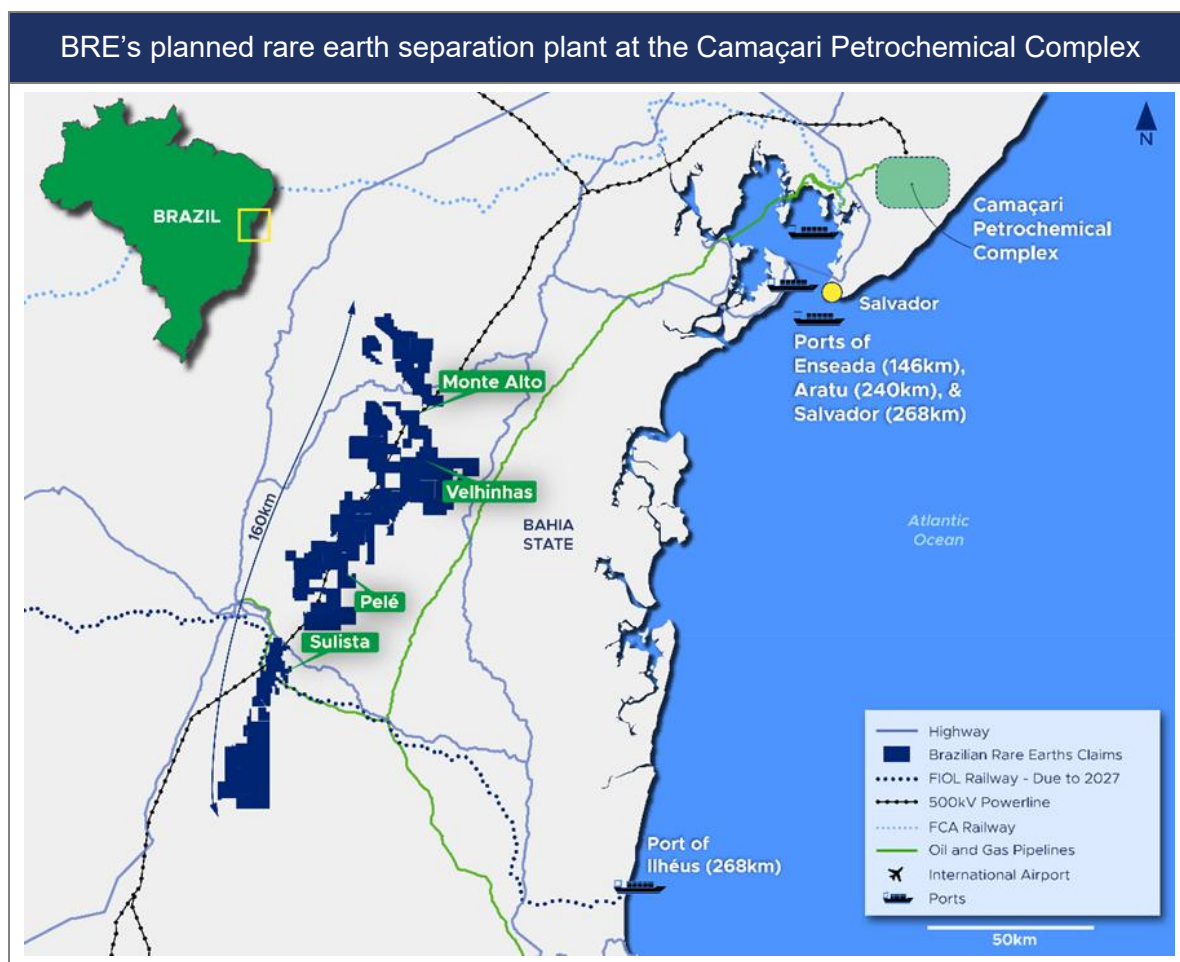 BRE’s planned rare earth separation plant at the Camaçari Petrochemical Complex
N
BRAZIL
Camaçari
Petrochemical
Complex
Salvador
Ports of
Enseada (146km),
Aratu (240km), &
Salvador (268km)
Monte Alto
160km
Velhinhas
BAHIA
STATE
Atlantic
Ocean
Pelé
Sulista
Port of
Ilhéus (268km)
Highway
Brazilian Rare Earths Claims
FIOL Railway - Due to 2027
500kV Powerline
FCA Railway
Oil and Gas Pipelines
International Airport
Ports
50km